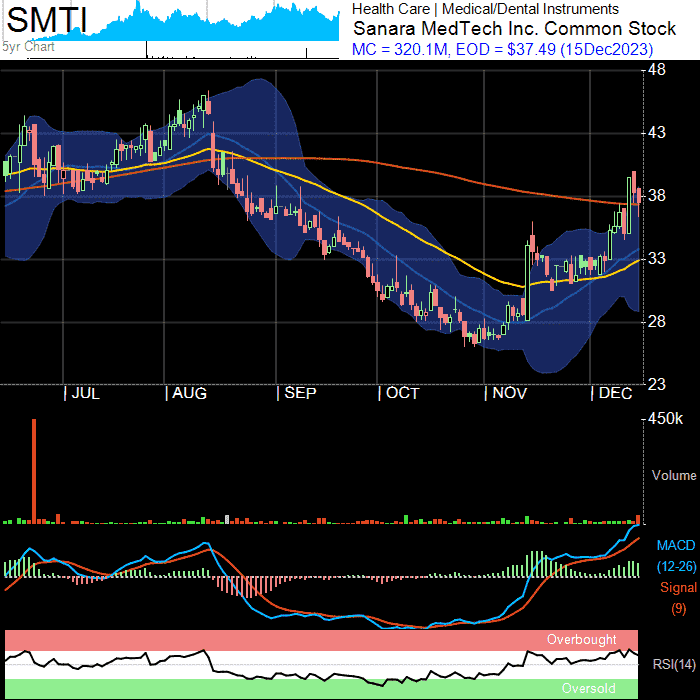 SMTI
5yr Chart
Health Care | Medical/Dental Instruments
Sanara MedTech Inc. Common Stock
MC = 320.1M, EOD = $37.49 (15Dec2023)
48
43
38
33
28
23
| JUL | AUG | SEP | OCT | NOV | DEC
450k
Volume
MACD
(12-26)
Signal
(9)
Overbought
RSI(14)
Oversold